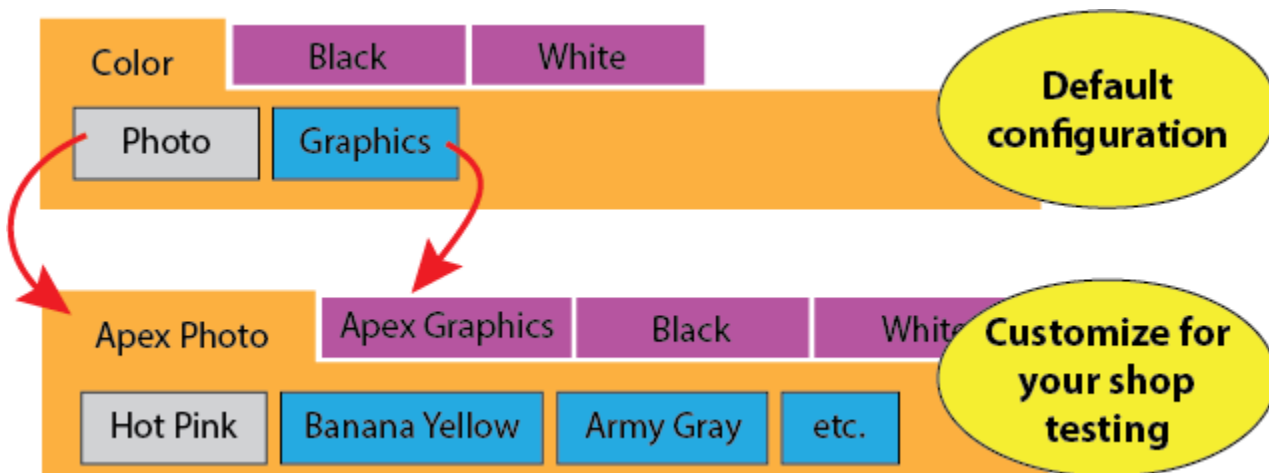 Color Black White
Default
configuration
Photo Graphics
Apex Photo Apex Graphics Black White
Customize for
your shop
testing
Hot Pink Banana Yellow Army Gray etc.